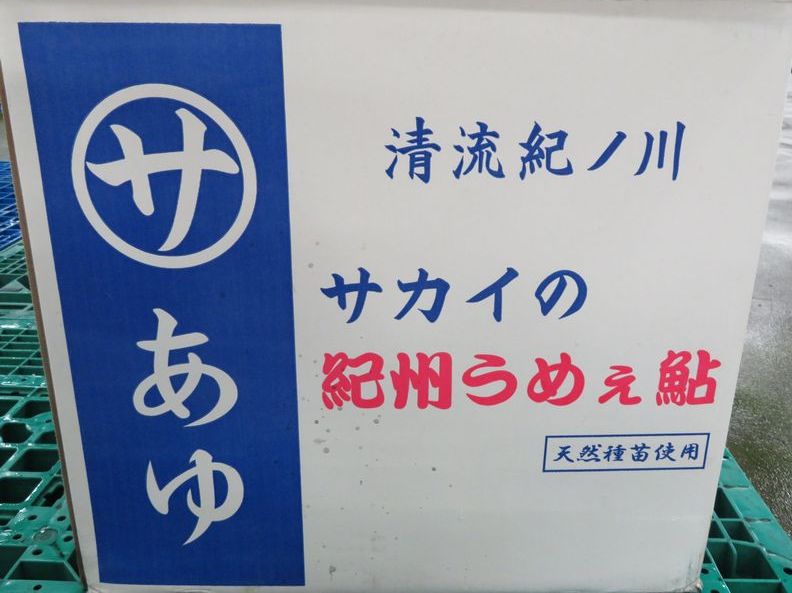 サ
あゆ
清流紀ノ川
サカイの
紀州うめぇ鮎
天然種苗使用